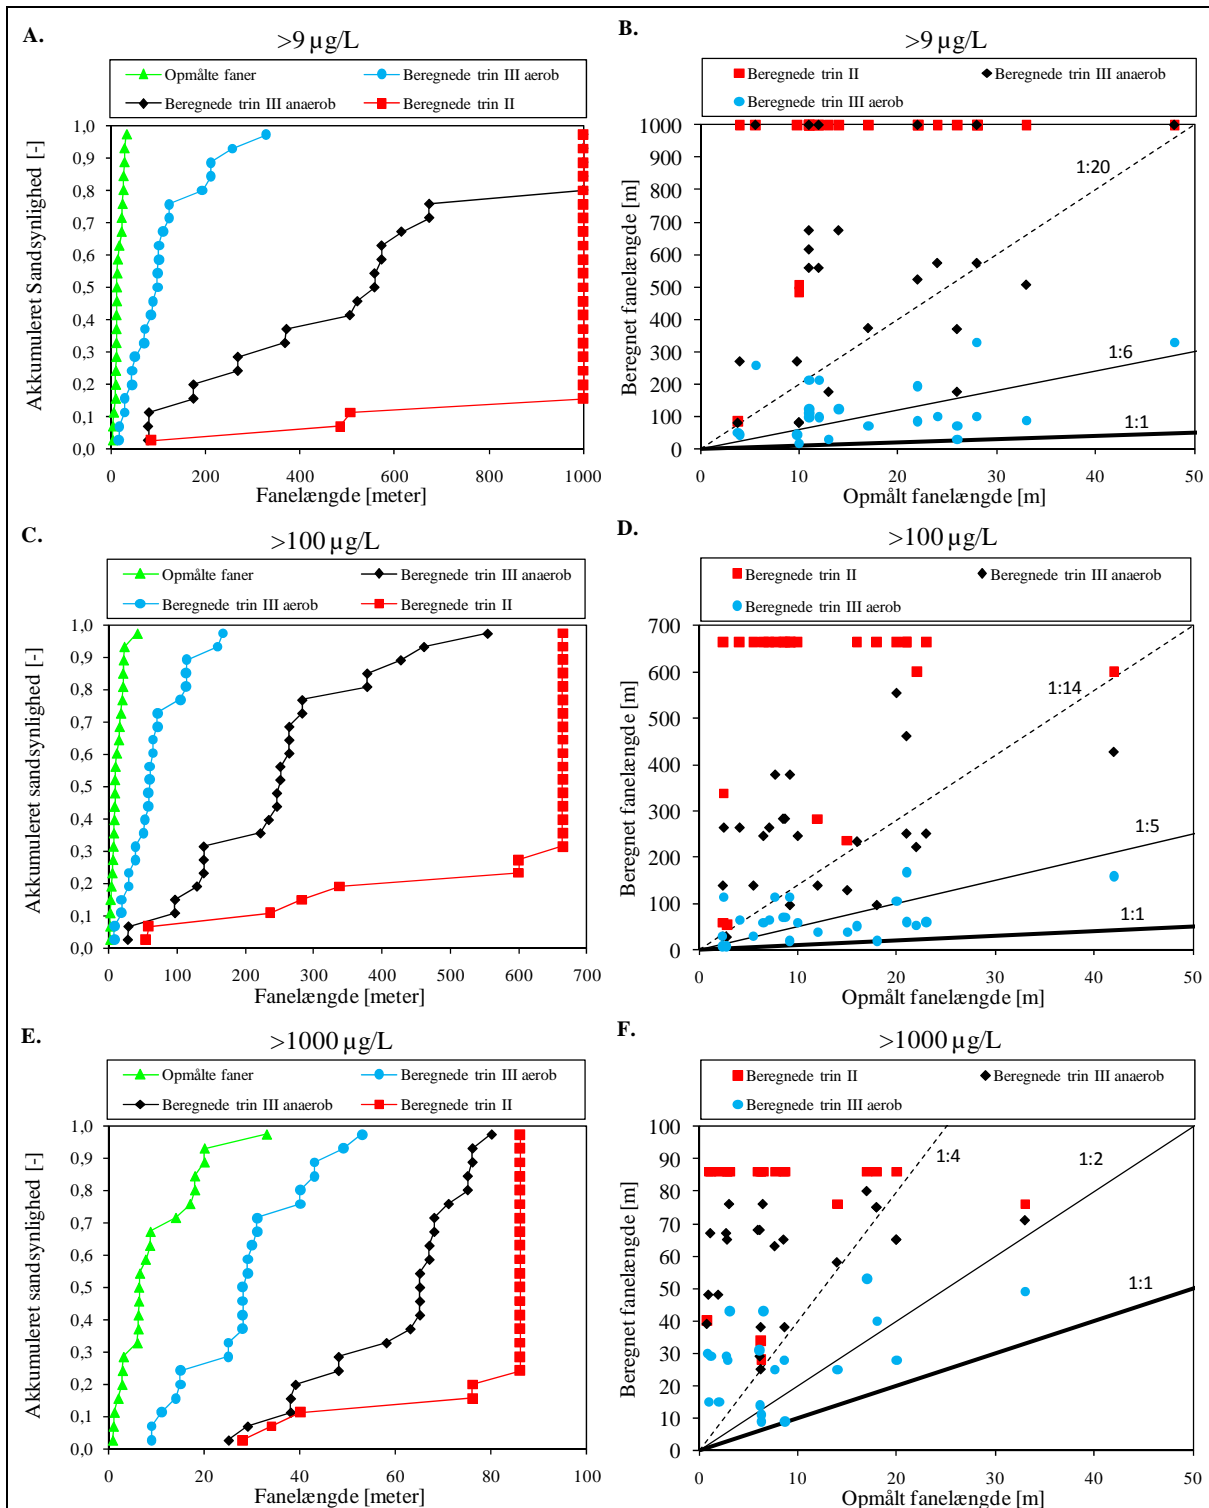 A.
>9 µg/L
Opmålte faner
Beregnede trin III aerob
Beregnede trin III anaerob
Beregnede trin II
Akkumuleret Sandsynlighed [-]
1,0
0,9
0,8
0,7
0,6
0,5
0,4
0,3
0,2
0,1
0,0
0 200 400 600 800 1000
Fanelængde [meter]
B.
>9 µg/L
Beregnede trin II
Beregnede trin III anaerob
Beregnede trin III aerob
Beregnet fanelængde [m]
1000
900
800
700
600
500
400
300
200
100
0
1:20
1:6
1:1
0 10 20 30 40 50
Opmålt fanelængde [m]
C.
>100 µg/L
Opmålte faner
Beregnede trin III anaerob
Beregnede trin III aerob
Beregnede trin II
Akkumuleret sandsynlighed [-]
1,0
0,9
0,8
0,7
0,6
0,5
0,4
0,3
0,2
0,1
0,0
0 100 200 300 400 500 600 700
Fanelængde [meter]
D.
>100 µg/L
Beregnede trin II
Beregnede trin III anaerob
Beregnede trin III aerob
Beregnet fanelængde [m]
700
600
500
400
300
200
100
0
1:14
1:5
1:1
0 10 20 30 40 50
Opmålt fanelængde [m]
E.
>1000 µg/L
Opmålte faner
Beregnede trin III aerob
Beregnede trin III anaerob
Beregnede trin II
Akkumuleret sandsynlighed [-]
1,0
0,9
0,8
0,7
0,6
0,5
0,4
0,3
0,2
0,1
0,0
0 20 40 60 80 100
Fanelængde [meter]
F.
>1000 µg/L
Beregnede trin II
Beregnede trin III anaerob
Beregnede trin III aerob
Beregnet fanelængde [m]
100
90
80
70
60
50
40
30
20
10
0
1:4
1:2
1:1
0 10 20 30 40 50
Opmålt fanelængde [m]